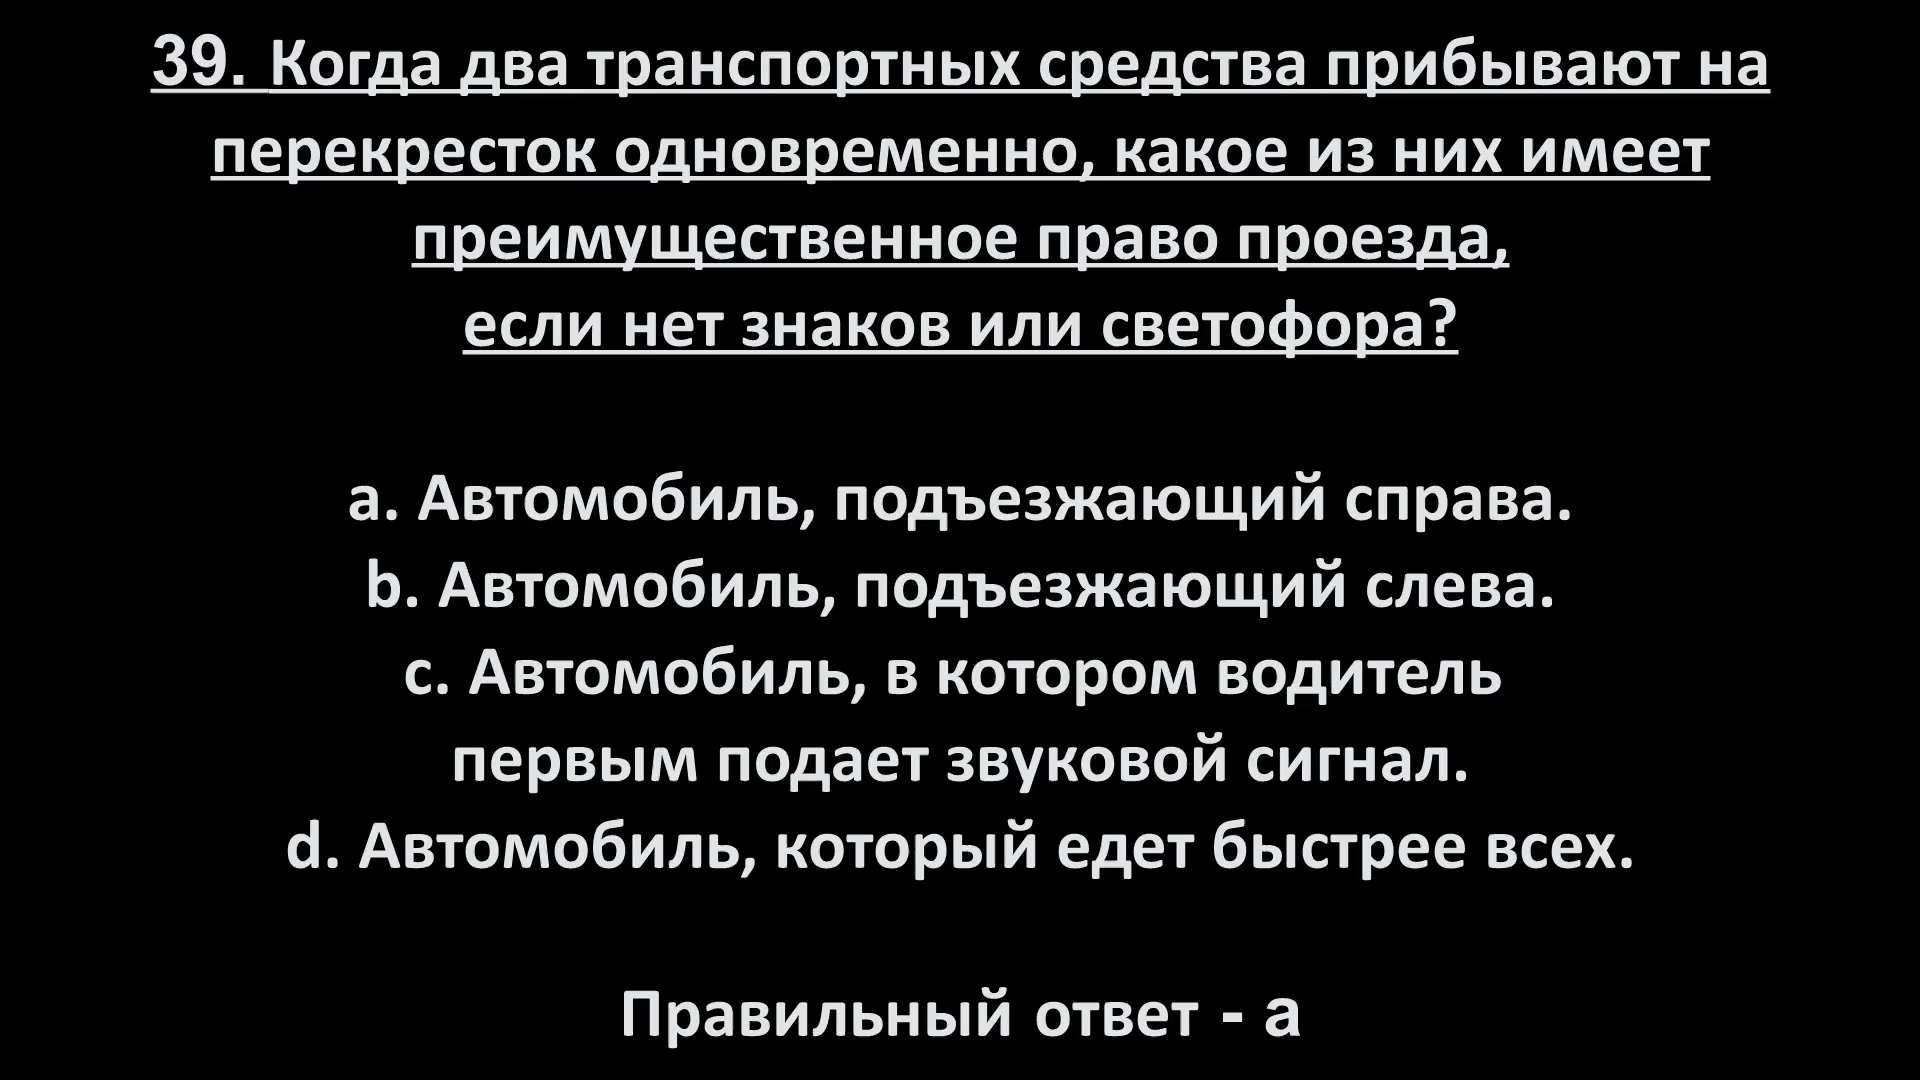 39. Когда два транспортных средства прибывают на
перекресток одновременно, какое из них имеет
преимущественное право проезда,
если нет знаков или светофора?
a. Автомобиль, подъезжающий справа.
b. Автомобиль, подъезжающий слева.
c. Автомобиль, в котором водитель
первым подает звуковой сигнал.
d. Автомобиль, который едет быстрее всех.
Правильный ответ - a